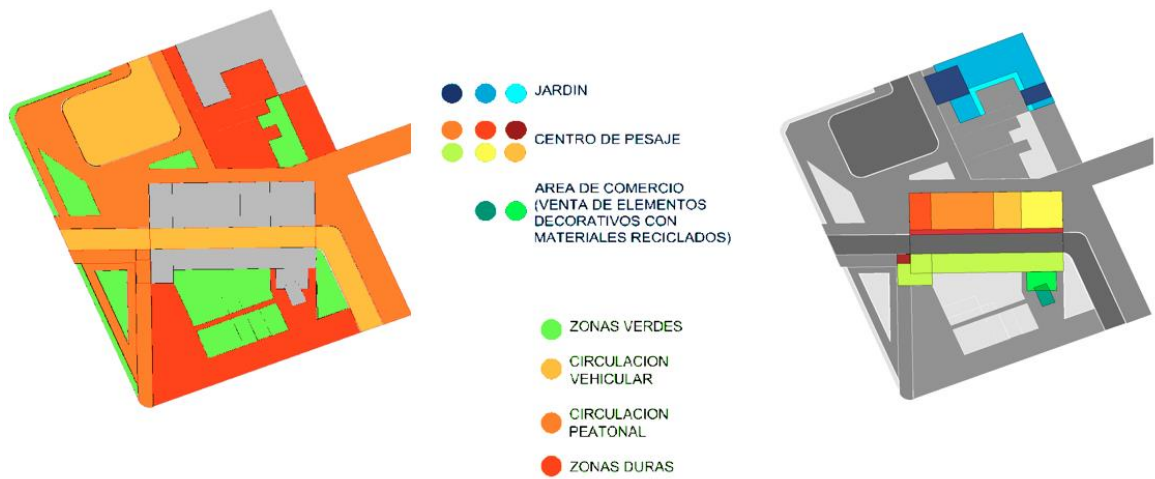 JARDIN
CENTRO DE PESAJE
AREA DE COMERCIO
(VENTA DE ELEMENTOS
DECORATIVOS CON
MATERIALES RECICLADOS)
ZONAS VERDES
CIRCULACION
VEHICULAR
CIRCULACION
PEATONAL
ZONAS DURAS